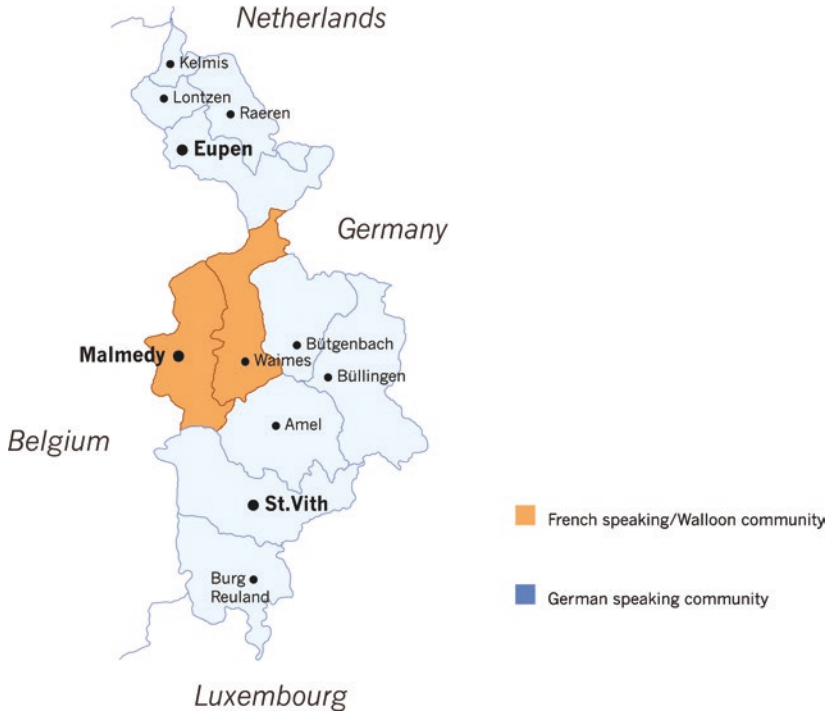 Netherlands
Kelmis
Lontzen
Raeren
Eupen
Germany
Malmedy
Waimes
Bütgenbach
Büllingen
Belgium
Amel
St.Vith
French speaking/Walloon community
Burg
Reuland
German speaking community
Luxembourg